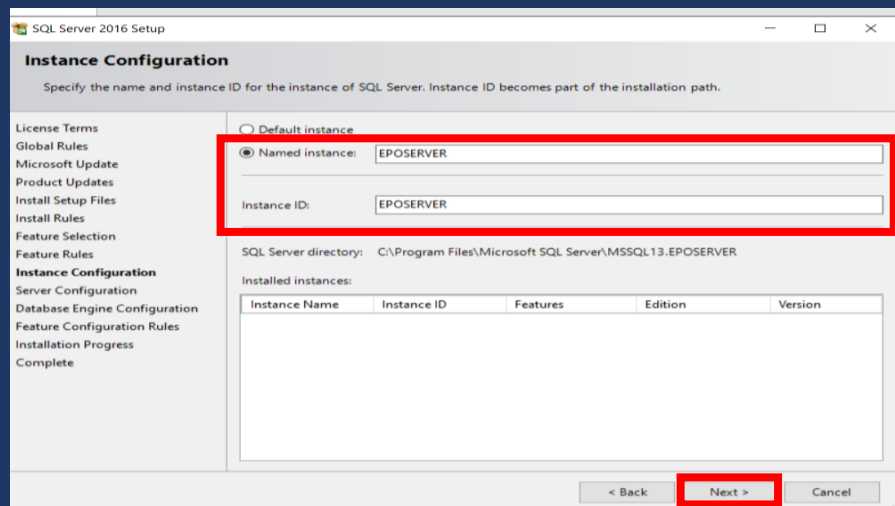 SQL Server 2016 Setup
Instance Configuration
Specify the name and instance ID for the instance of SQL Server. Instance ID becomes part of the installation path.
License Terms
Global Rules
Microsoft Update
Product Updates
Install Setup Files
Install Rules
Feature Selection
Feature Rules
Instance Configuration
Server Configuration
Database Engine Configuration
Feature Configuration Rules
Installation Progress
Complete
Default instance
Named instance: EPOSERVER
Instance ID: EPOSERVER
SQL Server directory: C:\Program Files\Microsoft SQL Server\MSSQL13.EPOSERVER
Installed instances:
Instance Name Instance ID Features Edition Version
< Back Next > Cancel